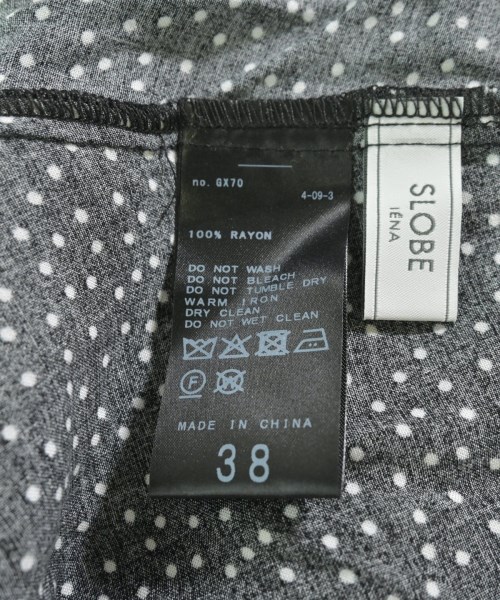 no. GX70
4-09-3
100% RAYON
DO NOT WASH
DO NOT BLEACH
DO NOT TUMBLE DRY
WARM IRON
DRY CLEAN
DO NOT WET CLEAN
F W
MADE IN CHINA
38
SLOBE
IÉNA